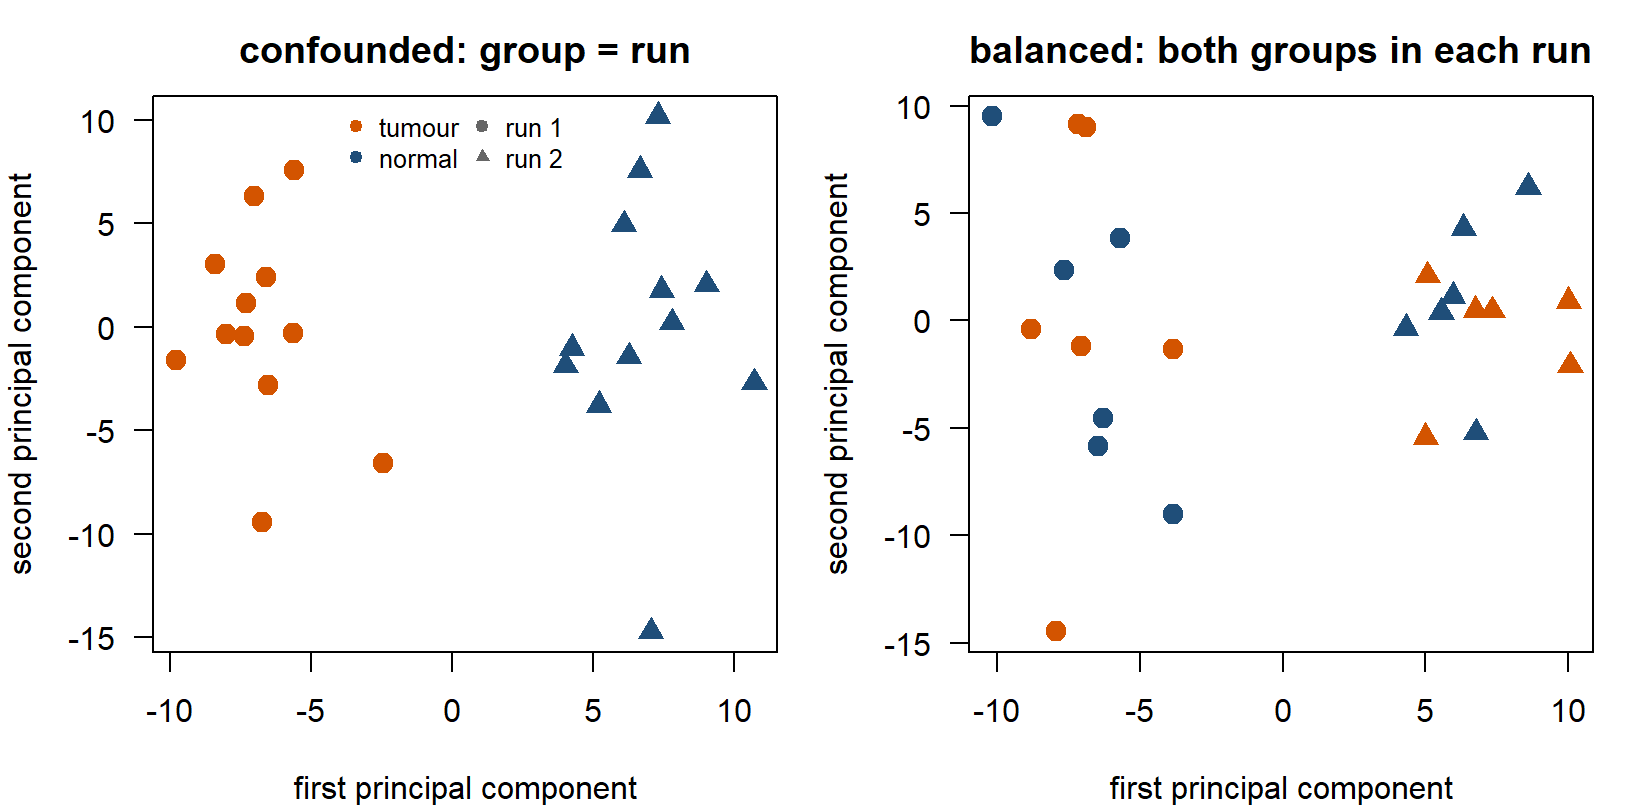 confounded: group = run
tumour run 1
normal run 2
10
5
0
-5
-10
-15
second principal component
-10 -5 0 5 10
first principal component
balanced: both groups in each run
10
5
0
-5
-10
-15
second principal component
-10 -5 0 5 10
first principal component